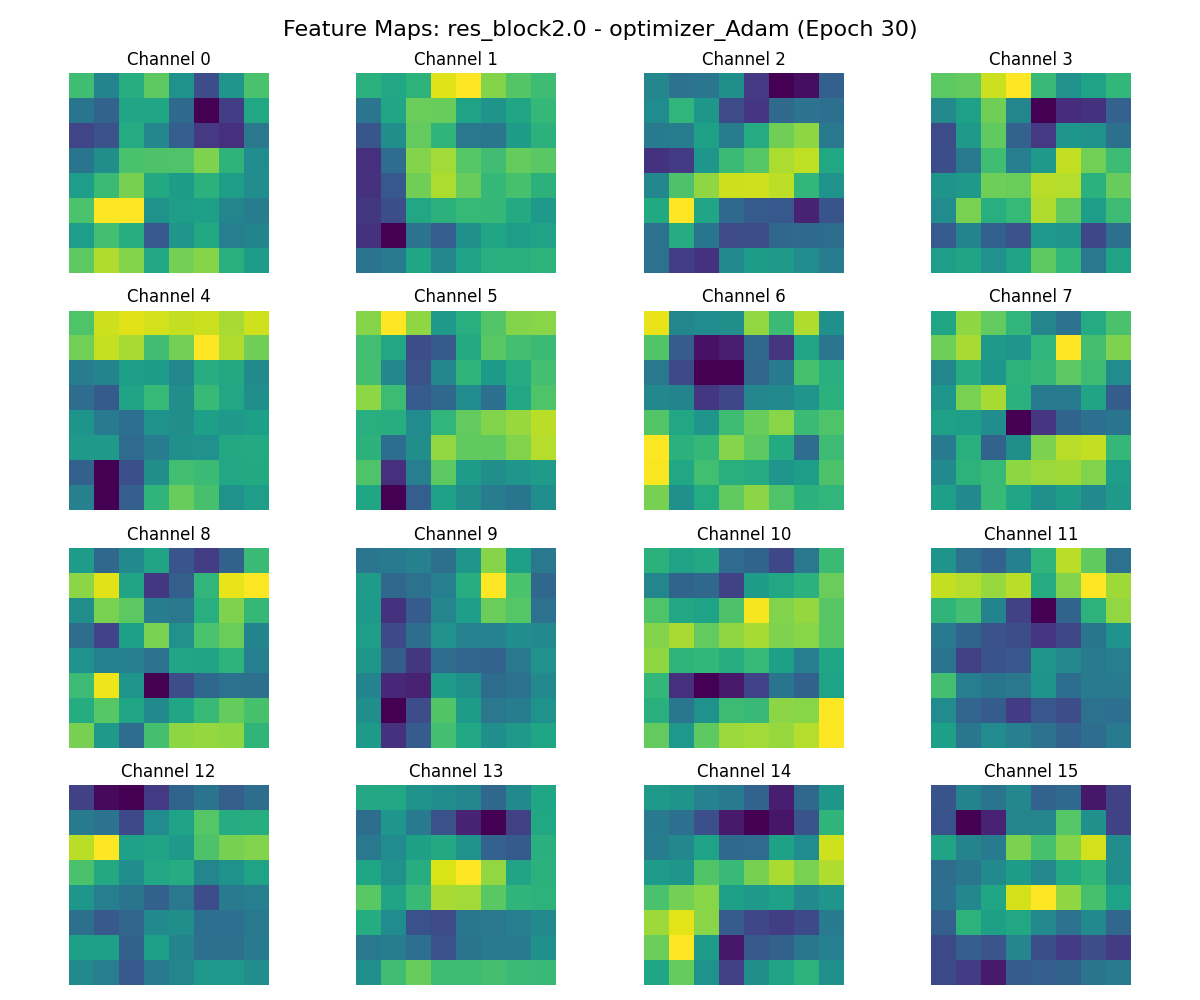 Feature Maps: res_block2.0 - optimizer_Adam (Epoch 30)
Channel 0
Channel 1
Channel 2
Channel 3
Channel 4
Channel 5
Channel 6
Channel 7
Channel 8
Channel 9
Channel 10
Channel 11
Channel 12
Channel 13
Channel 14
Channel 15